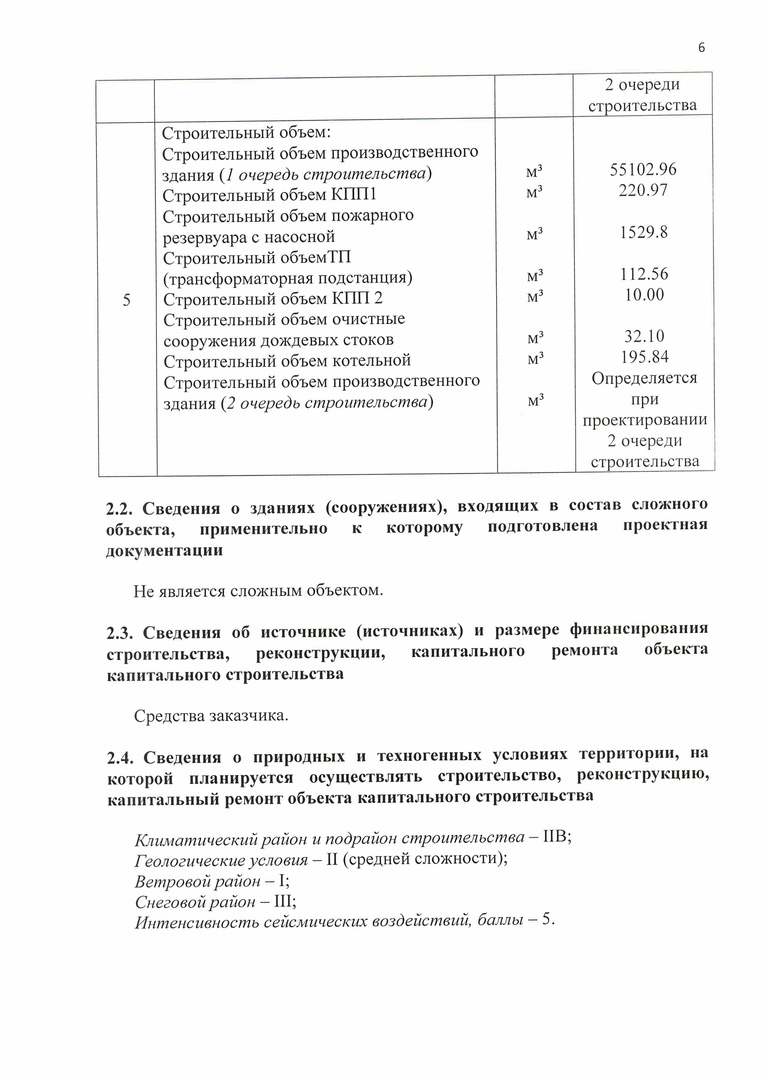 6
2 очереди
строительства
Строительный объем:
Строительный объем производственного
здания (1 очередь строительства) м³ 55102.96
Строительный объем КПП1 м³ 220.97
Строительный объем пожарного
резервуара с насосной м³ 1529.8
Строительный объемТП
(трансформаторная подстанция) м³ 112.56
5 Строительный объем КПП 2 м³ 10.00
Строительный объем очистные
сооружения дождевых стоков м³ 32.10
Строительный объем котельной м³ 195.84
Строительный объем производственного Определяется
здания (2 очередь строительства) м³ при
проектировании
2 очереди
строительства
2.2. Сведения о зданиях (сооружениях), входящих в состав сложного
объекта, применительно к которому подготовлена проектная
документации
Не является сложным объектом.
2.3. Сведения об источнике (источниках) и размере финансирования
строительства, реконструкции, капитального ремонта объекта
капитального строительства
Средства заказчика.
2.4. Сведения о природных и техногенных условиях территории, на
которой планируется осуществлять строительство, реконструкцию,
капитальный ремонт объекта капитального строительства
Климатический район и подрайон строительства – IIВ;
Геологические условия – II (средней сложности);
Ветровой район – I;
Снеговой район – III;
Интенсивность сейсмических воздействий, баллы – 5.